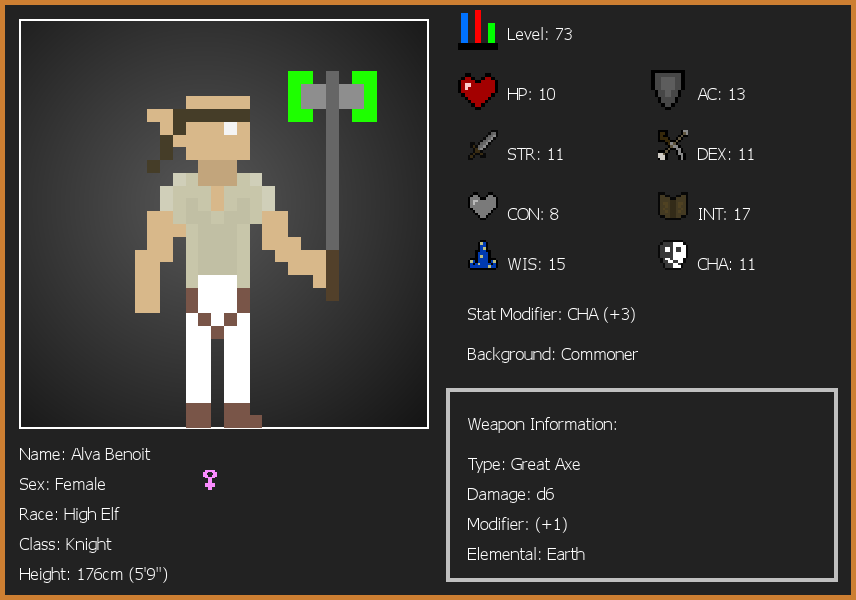 Level: 73
HP: 10
AC: 13
STR: 11
DEX: 11
CON: 8
INT: 17
WIS: 15
CHA: 11
Stat Modifier: CHA (+3)
Background: Commoner
Weapon Information:
Type: Great Axe
Damage: d6
Modifier: (+1)
Elemental: Earth
Name: Alva Benoit
Sex: Female
Race: High Elf
Class: Knight
Height: 176cm (5'9")